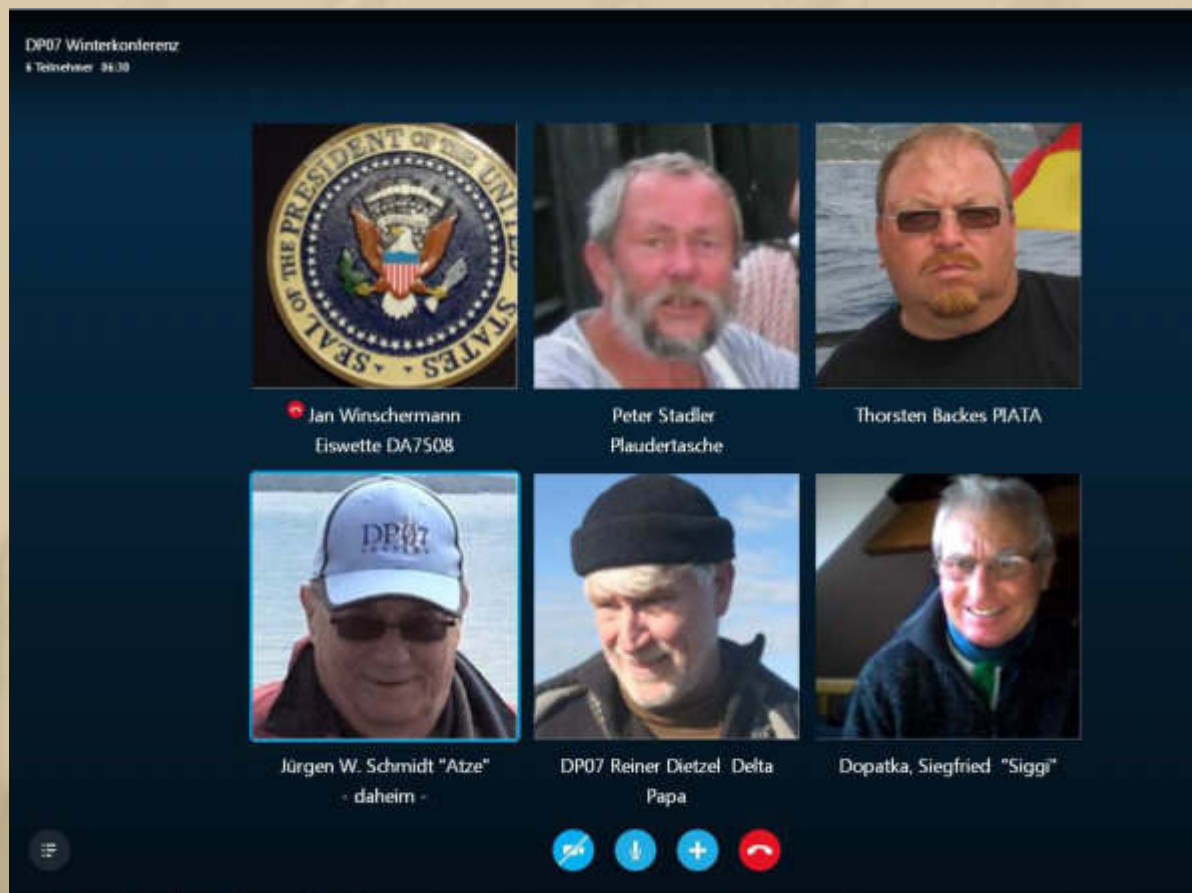 DP07 Winterkonferenz
6 Teilnehmer 06:30
SEAL OF THE PRESIDENT OF THE UNITED STATES
Jan Winschermann
Eiswette DA7508
Peter Stadler
Plaudertasche
Thorsten Backes PIATA
DP07
Jürgen W. Schmidt "Atze"
- daheim -
DP07 Reiner Dietzel Delta
Papa
Dopatka, Siegfried "Siggi"